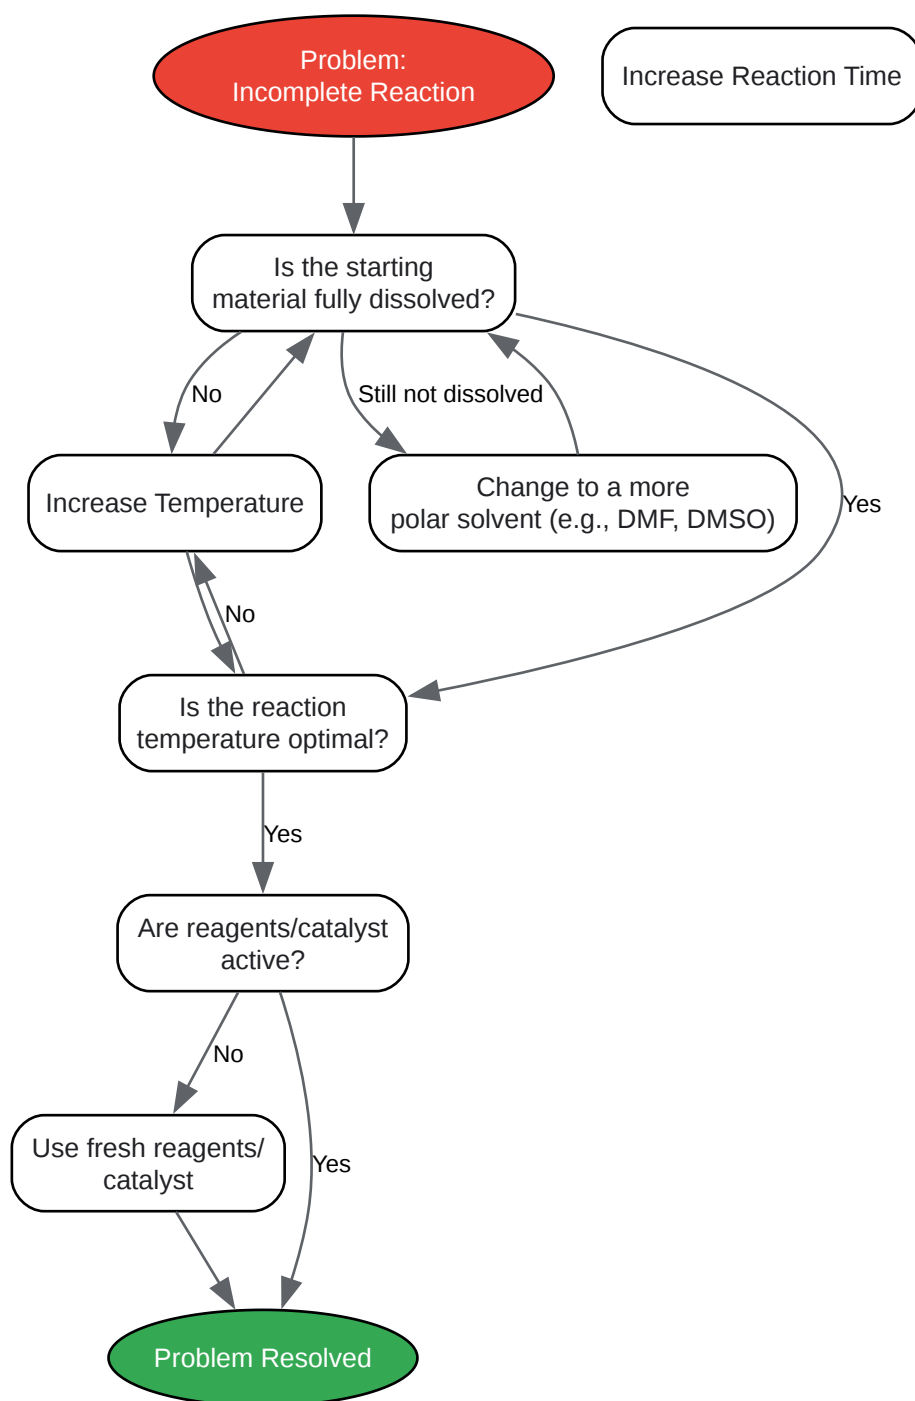 Problem:
Incomplete Reaction
Increase Reaction Time
Is the starting
material fully dissolved?
No
Still not dissolved
Increase Temperature
Change to a more
polar solvent (e.g., DMF, DMSO)
Yes
No
Is the reaction
temperature optimal?
Yes
Are reagents/catalyst
active?
No
Use fresh reagents/
catalyst
Yes
Problem Resolved